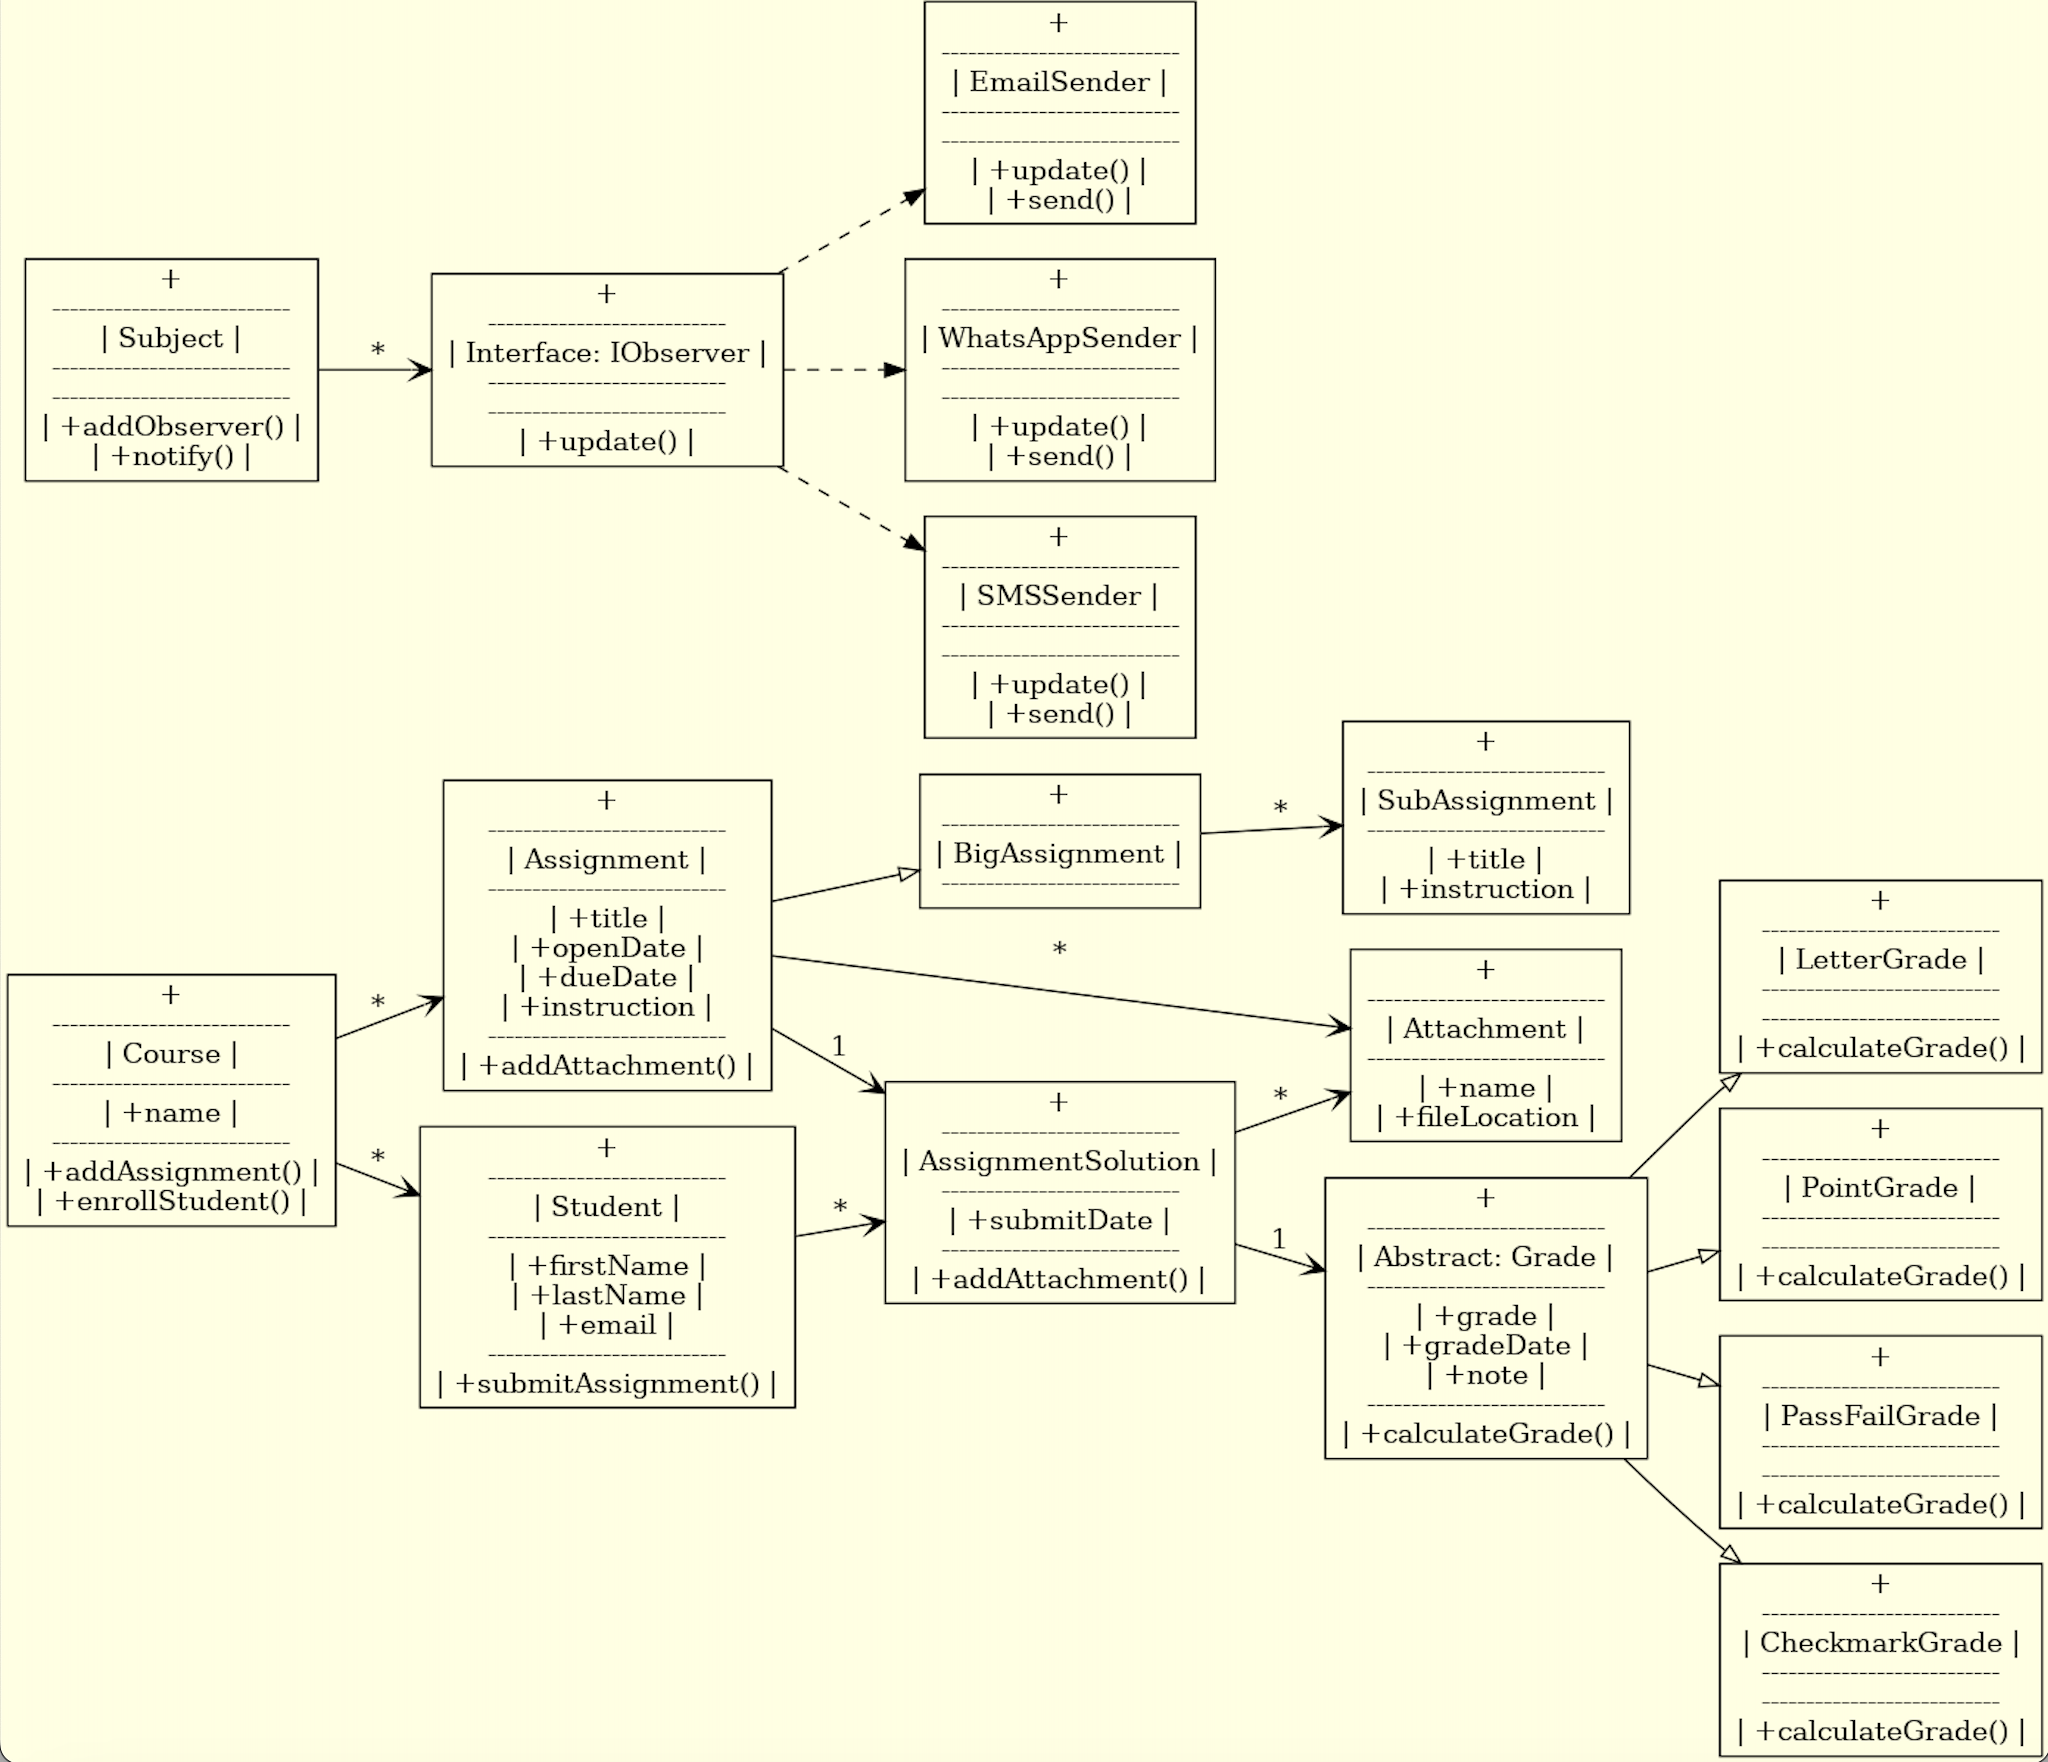 +
--------------------------
| EmailSender |
--------------------------
--------------------------
| +update() |
| +send() |
+
--------------------------
| Subject |
--------------------------
--------------------------
| +addObserver() |
| +notify() |
*
+
--------------------------
| Interface: IObserver |
--------------------------
--------------------------
| +update() |
+
--------------------------
| WhatsAppSender |
--------------------------
--------------------------
| +update() |
| +send() |
+
--------------------------
| SMSSender |
--------------------------
--------------------------
| +update() |
| +send() |
+
--------------------------
| Course |
--------------------------
| +name |
--------------------------
| +addAssignment() |
| +enrollStudent() |
*
*
+
--------------------------
| Assignment |
--------------------------
| +title |
| +openDate |
| +dueDate |
| +instruction |
--------------------------
| +addAttachment() |
+
--------------------------
| Student |
--------------------------
| +firstName |
| +lastName |
| +email |
--------------------------
| +submitAssignment() |
*
1
*
+
--------------------------
| BigAssignment |
--------------------------
*
+
--------------------------
| SubAssignment |
--------------------------
| +title |
| +instruction |
+
--------------------------
| Attachment |
--------------------------
| +name |
| +fileLocation |
+
--------------------------
| AssignmentSolution |
--------------------------
| +submitDate |
--------------------------
| +addAttachment() |
*
1
+
--------------------------
| Abstract: Grade |
--------------------------
| +grade |
| +gradeDate |
| +note |
--------------------------
| +calculateGrade() |
+
--------------------------
| LetterGrade |
--------------------------
--------------------------
| +calculateGrade() |
+
--------------------------
| PointGrade |
--------------------------
--------------------------
| +calculateGrade() |
+
--------------------------
| PassFailGrade |
--------------------------
--------------------------
| +calculateGrade() |
+
--------------------------
| CheckmarkGrade |
--------------------------
--------------------------
| +calculateGrade() |